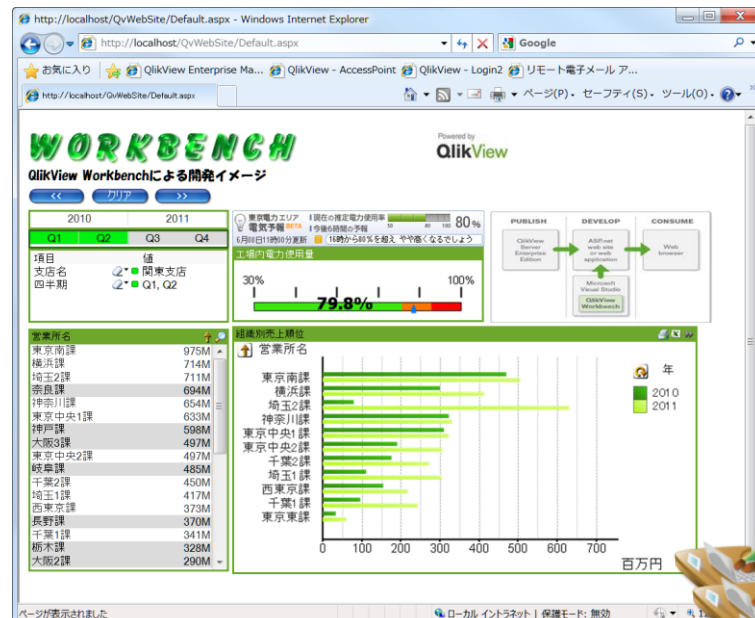 http://localhost/QvWebSite/Default.aspx - Windows Internet Explorer
http://localhost/QvWebSite/Default.aspx
Google
お気に入り
QlikView Enterprise Ma...
QlikView - AccessPoint
QlikView - Login2
リモート電子メール ア...
http://localhost/QvWebSite/Default.aspx
ページ(P)
セーフティ(S)
ツール(O)
WORKBENCH
Powered by
QlikView
QlikView Workbenchによる開発イメージ
<<
クリア
>>
2010 2011
Q1 Q2 Q3 Q4
項目 値
支店名 関東支店
四半期 Q1, Q2
東京電力エリア
電気予報 BETA
現在の推定電力使用率
今後6時間の予報
50 80 100
80%
6月08日11時00分更新
16時から80%を超え やや高くなるでしょう
工場内電力使用量
30% 100%
79.8%
PUBLISH DEVELOP CONSUME
QlikView Server Enterprise Edition
ASP.net web site or web application
Web browser
Microsoft Visual Studio
QlikView Workbench
営業所名
東京南課 975M
横浜課 714M
埼玉2課 711M
奈良課 694M
神奈川課 654M
東京中央1課 633M
神戸課 598M
大阪3課 497M
東京中央2課 497M
岐阜課 485M
千葉2課 450M
埼玉1課 417M
西東京課 373M
長野課 370M
千葉1課 341M
栃木課 328M
大阪2課 290M
組織別売上順位
営業所名
東京南課
横浜課
埼玉2課
神奈川課
東京中央1課
東京中央2課
千葉2課
埼玉1課
西東京課
千葉1課
東京東課
0 100 200 300 400 500 600 700
百万円
年
2010
2011
ページが表示されました
ローカル イントラネット | 保護モード: 無効